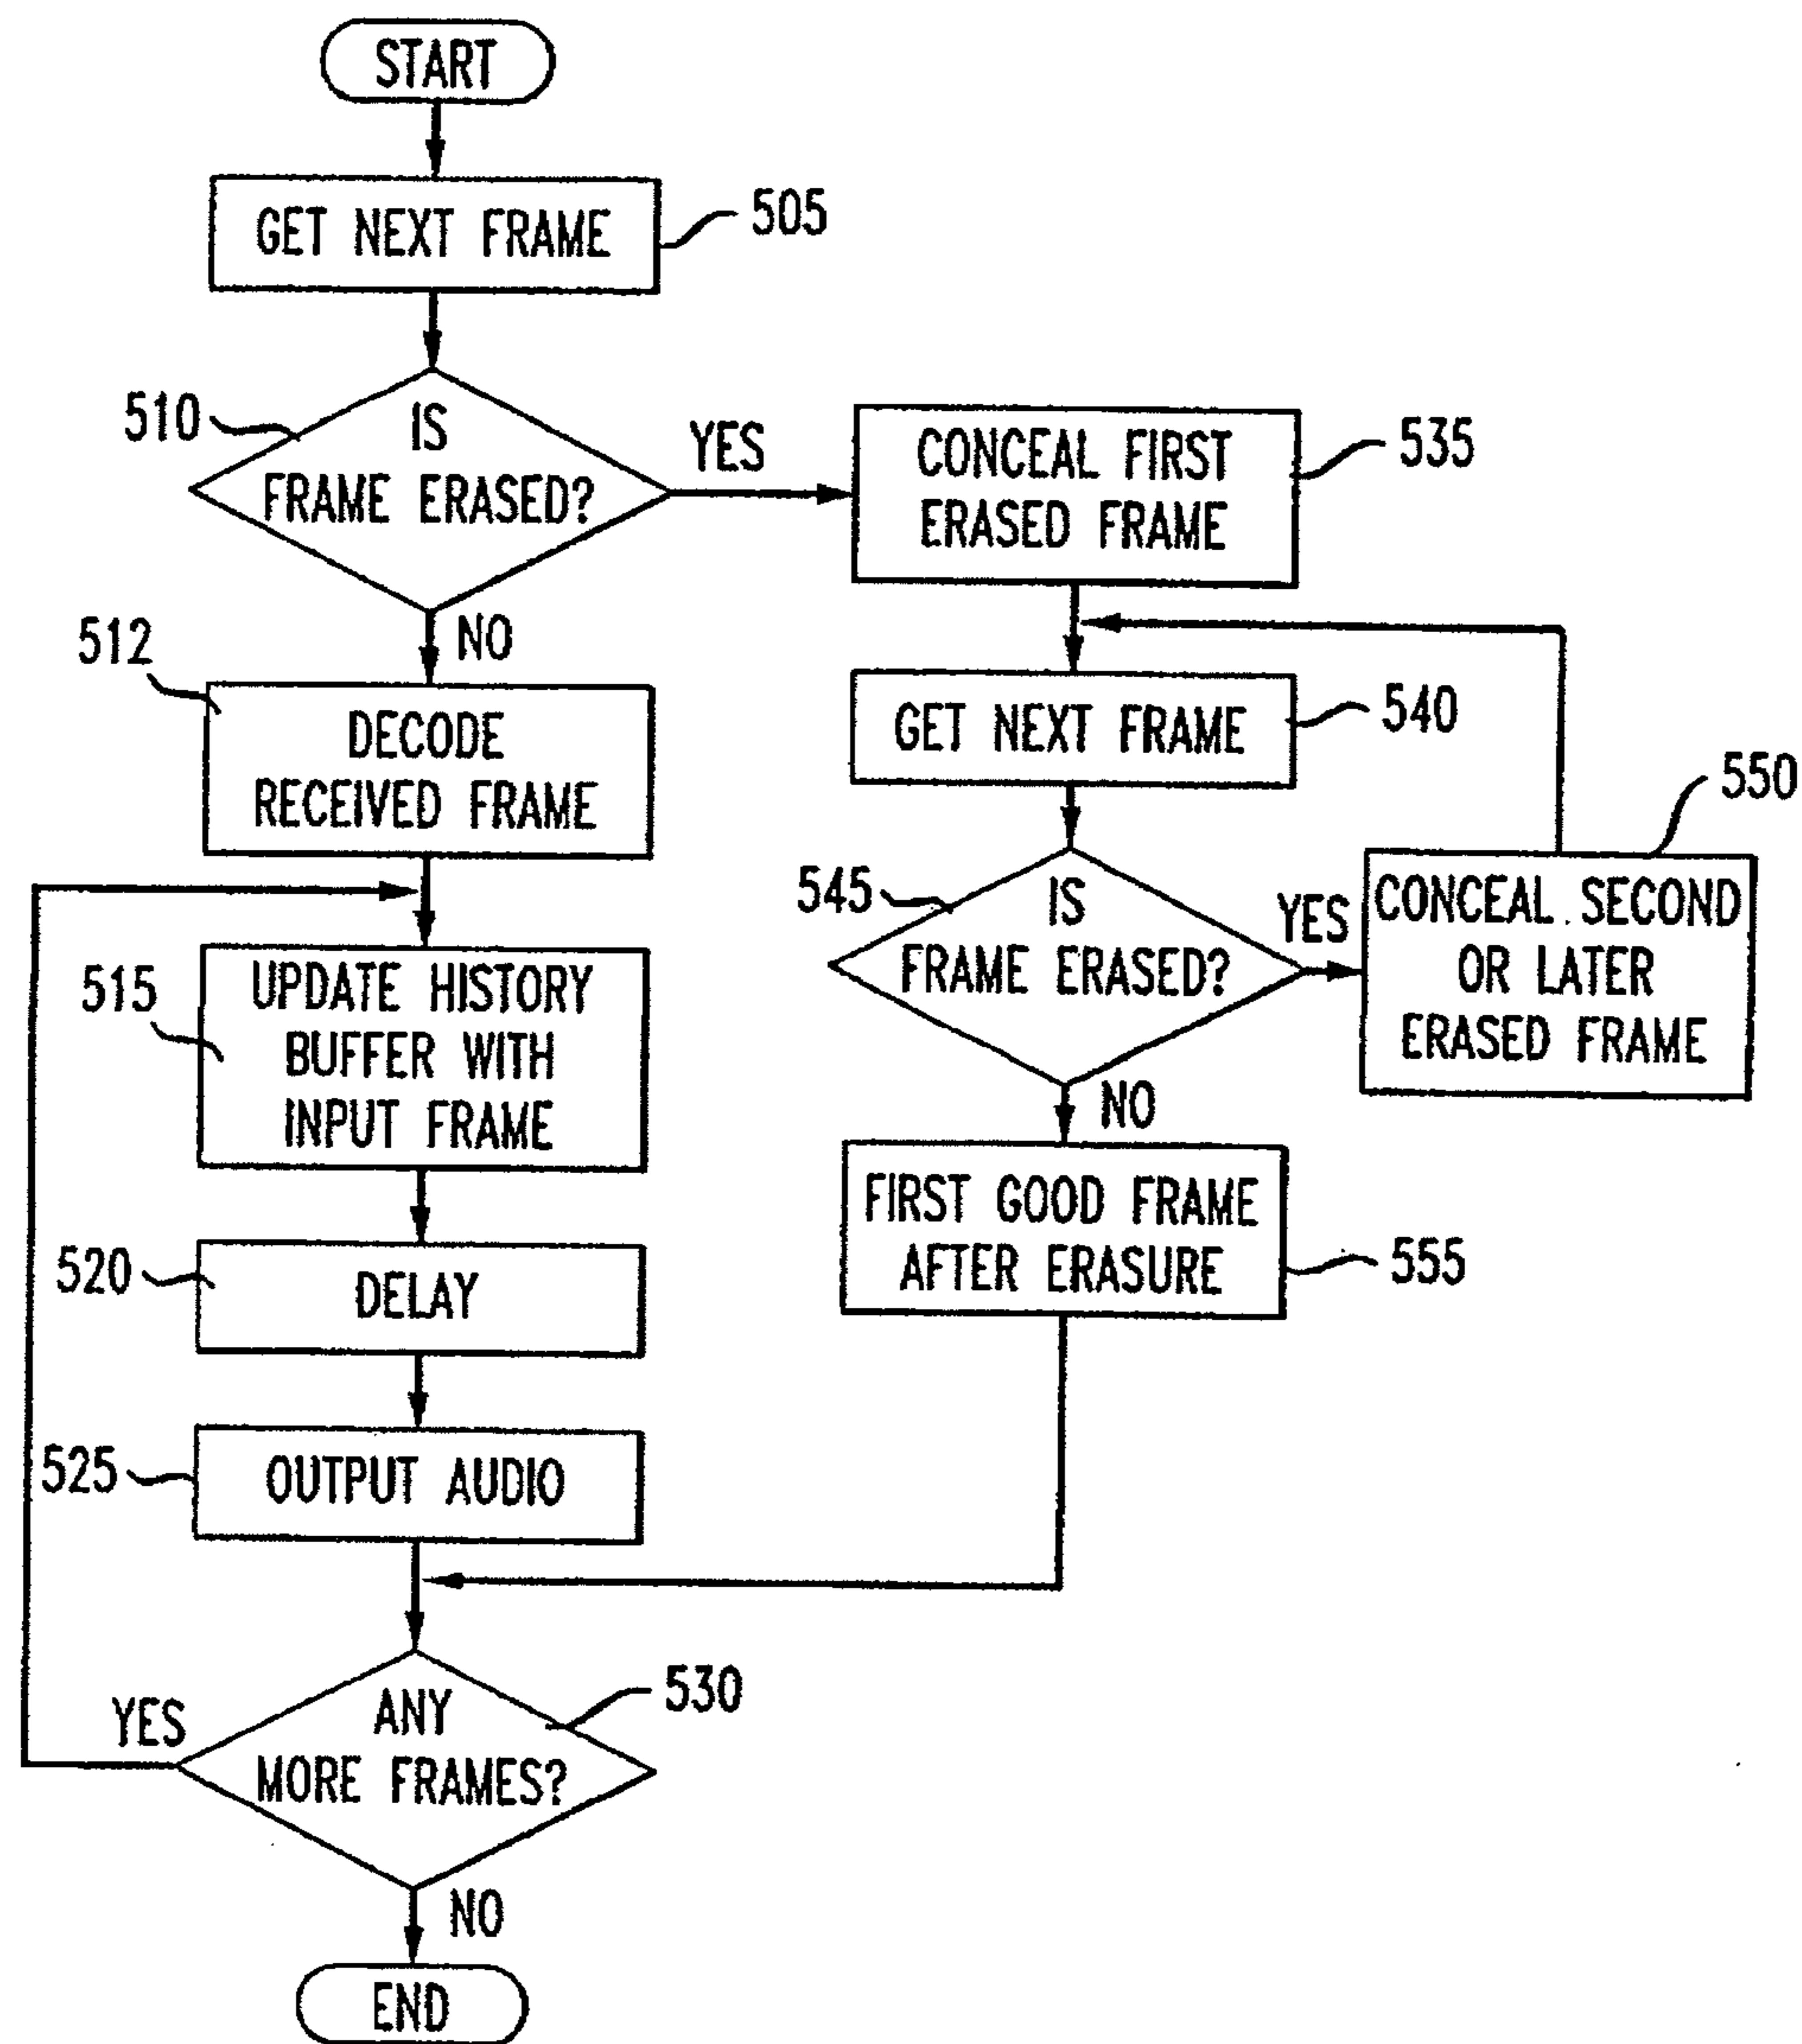 START
GET NEXT FRAME
505
510
IS
FRAME ERASED?
YES
NO
CONCEAL FIRST
ERASED FRAME
535
512
DECODE
RECEIVED FRAME
GET NEXT FRAME
540
550
545
IS
FRAME ERASED?
YES
NO
CONCEAL SECOND
OR LATER
ERASED FRAME
515
UPDATE HISTORY
BUFFER WITH
INPUT FRAME
FIRST GOOD FRAME
AFTER ERASURE
555
520
DELAY
525
OUTPUT AUDIO
530
ANY
MORE FRAMES?
YES
NO
END